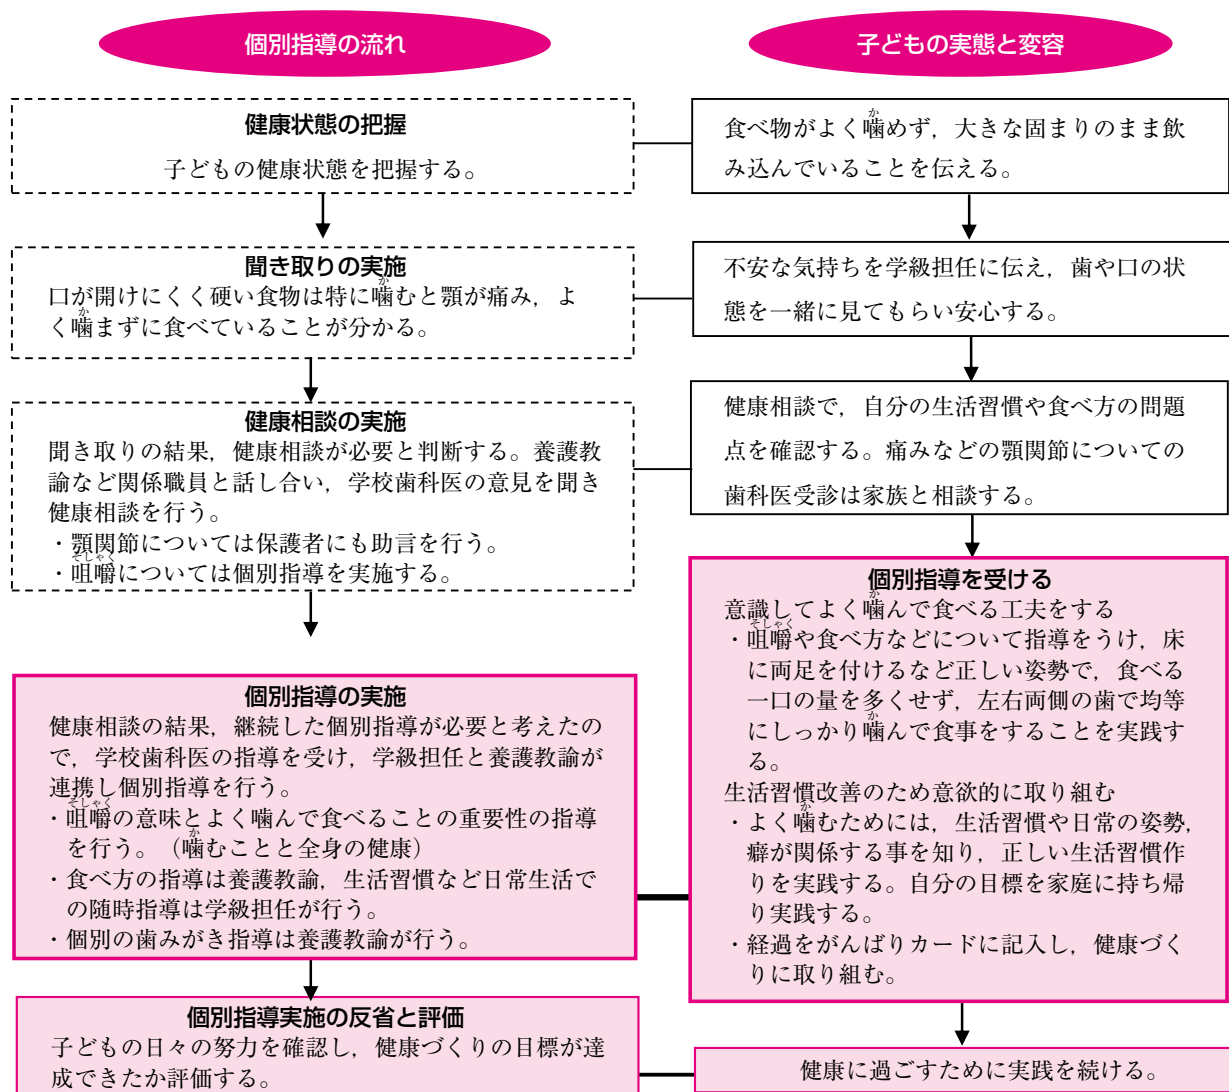 個別指導の流れ
健康状態の把握
子どもの健康状態を把握する。
聞き取りの実施
口が開けにくく硬い食物は特に噛むと顎が痛み，よ
く噛まずに食べていることが分かる。
健康相談の実施
聞き取りの結果，健康相談が必要と判断する。養護教
諭など関係職員と話し合い，学校歯科医の意見を聞き
健康相談を行う。
・顎関節については保護者にも助言を行う。
・咀嚼については個別指導を実施する。
個別指導の実施
健康相談の結果，継続した個別指導が必要と考えたの
で，学校歯科医の指導を受け，学級担任と養護教諭が
連携し個別指導を行う。
・咀嚼の意味とよく噛んで食べることの重要性の指導
を行う。（噛むことと全身の健康）
・食べ方の指導は養護教諭，生活習慣など日常生活で
の随時指導は学級担任が行う。
・個別の歯みがき指導は養護教諭が行う。
個別指導実施の反省と評価
子どもの日々の努力を確認し，健康づくりの目標が達
成できたか評価する。
子どもの実態と変容
食べ物がよく噛めず，大きな固まりのまま飲
み込んでいることを伝える。
不安な気持ちを学級担任に伝え，歯や口の状
態を一緒に見てもらい安心する。
健康相談で，自分の生活習慣や食べ方の問題
点を確認する。痛みなどの顎関節についての
歯科医受診は家族と相談する。
個別指導を受ける
意識してよく噛んで食べる工夫をする
・咀嚼や食べ方などについて指導をうけ，床
に両足を付けるなど正しい姿勢で，食べる
一口の量を多くせず，左右両側の歯で均等
にしっかり噛んで食事をすることを実践す
る。
生活習慣改善のため意欲的に取り組む
・よく噛むためには，生活習慣や日常の姿勢，
癖が関係する事を知り，正しい生活習慣作
りを実践する。自分の目標を家庭に持ち帰
り実践する。
・経過をがんばりカードに記入し，健康づく
りに取り組む。
健康に過ごすために実践を続ける。